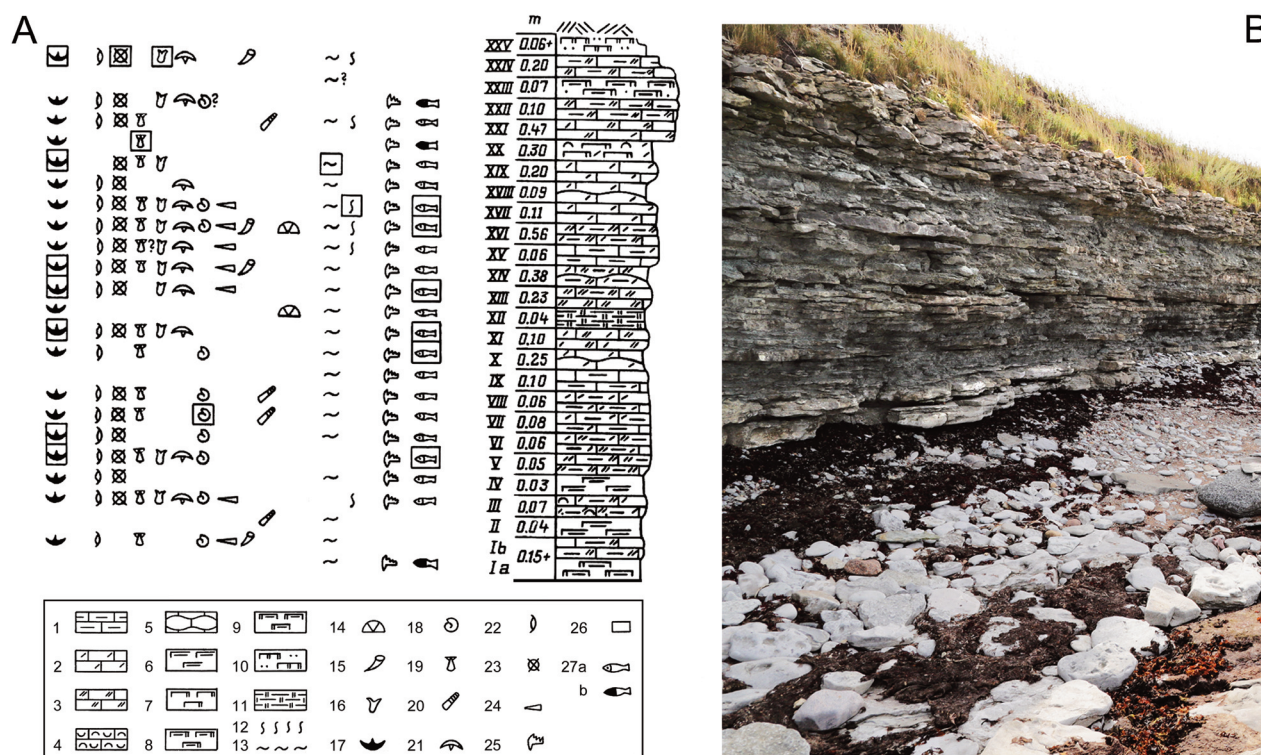 A
B
m
XXV 0.06+
XXIV 0.20
?
XXIII 0.07
? XXII 0.10
XXI 0.47
XX 0.30
XIX 0.20
XVIII 0.09
XVII 0.11
XVI 0.56
? XV 0.06
XIV 0.38
XIII 0.23
XII 0.04
XI 0.10
X 0.25
IX 0.10
VIII 0.06
VII 0.08
VI 0.06
V 0.05
IV 0.03
III 0.07
II 0.04
Ib
0.15+
Ia
1 5 9 14 18 22 26
2 6 10 15 19 23 27a
3 7 11 16 20 24 b
12
4 8 13 17 21 25